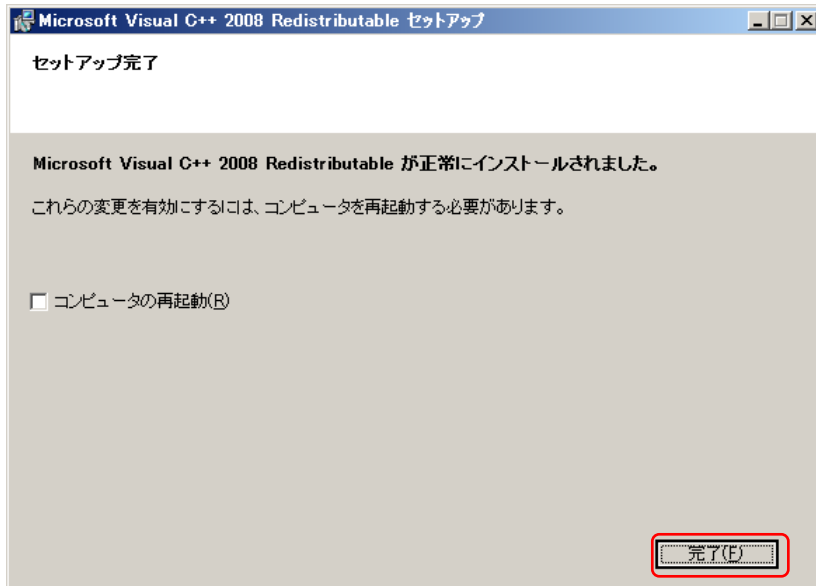 Microsoft Visual C++ 2008 Redistributable セットアップ
セットアップ完了
Microsoft Visual C++ 2008 Redistributable が正常にインストールされました。
これらの変更を有効にするには、コンピュータを再起動する必要があります。
コンピュータの再起動(R)
完了(F)